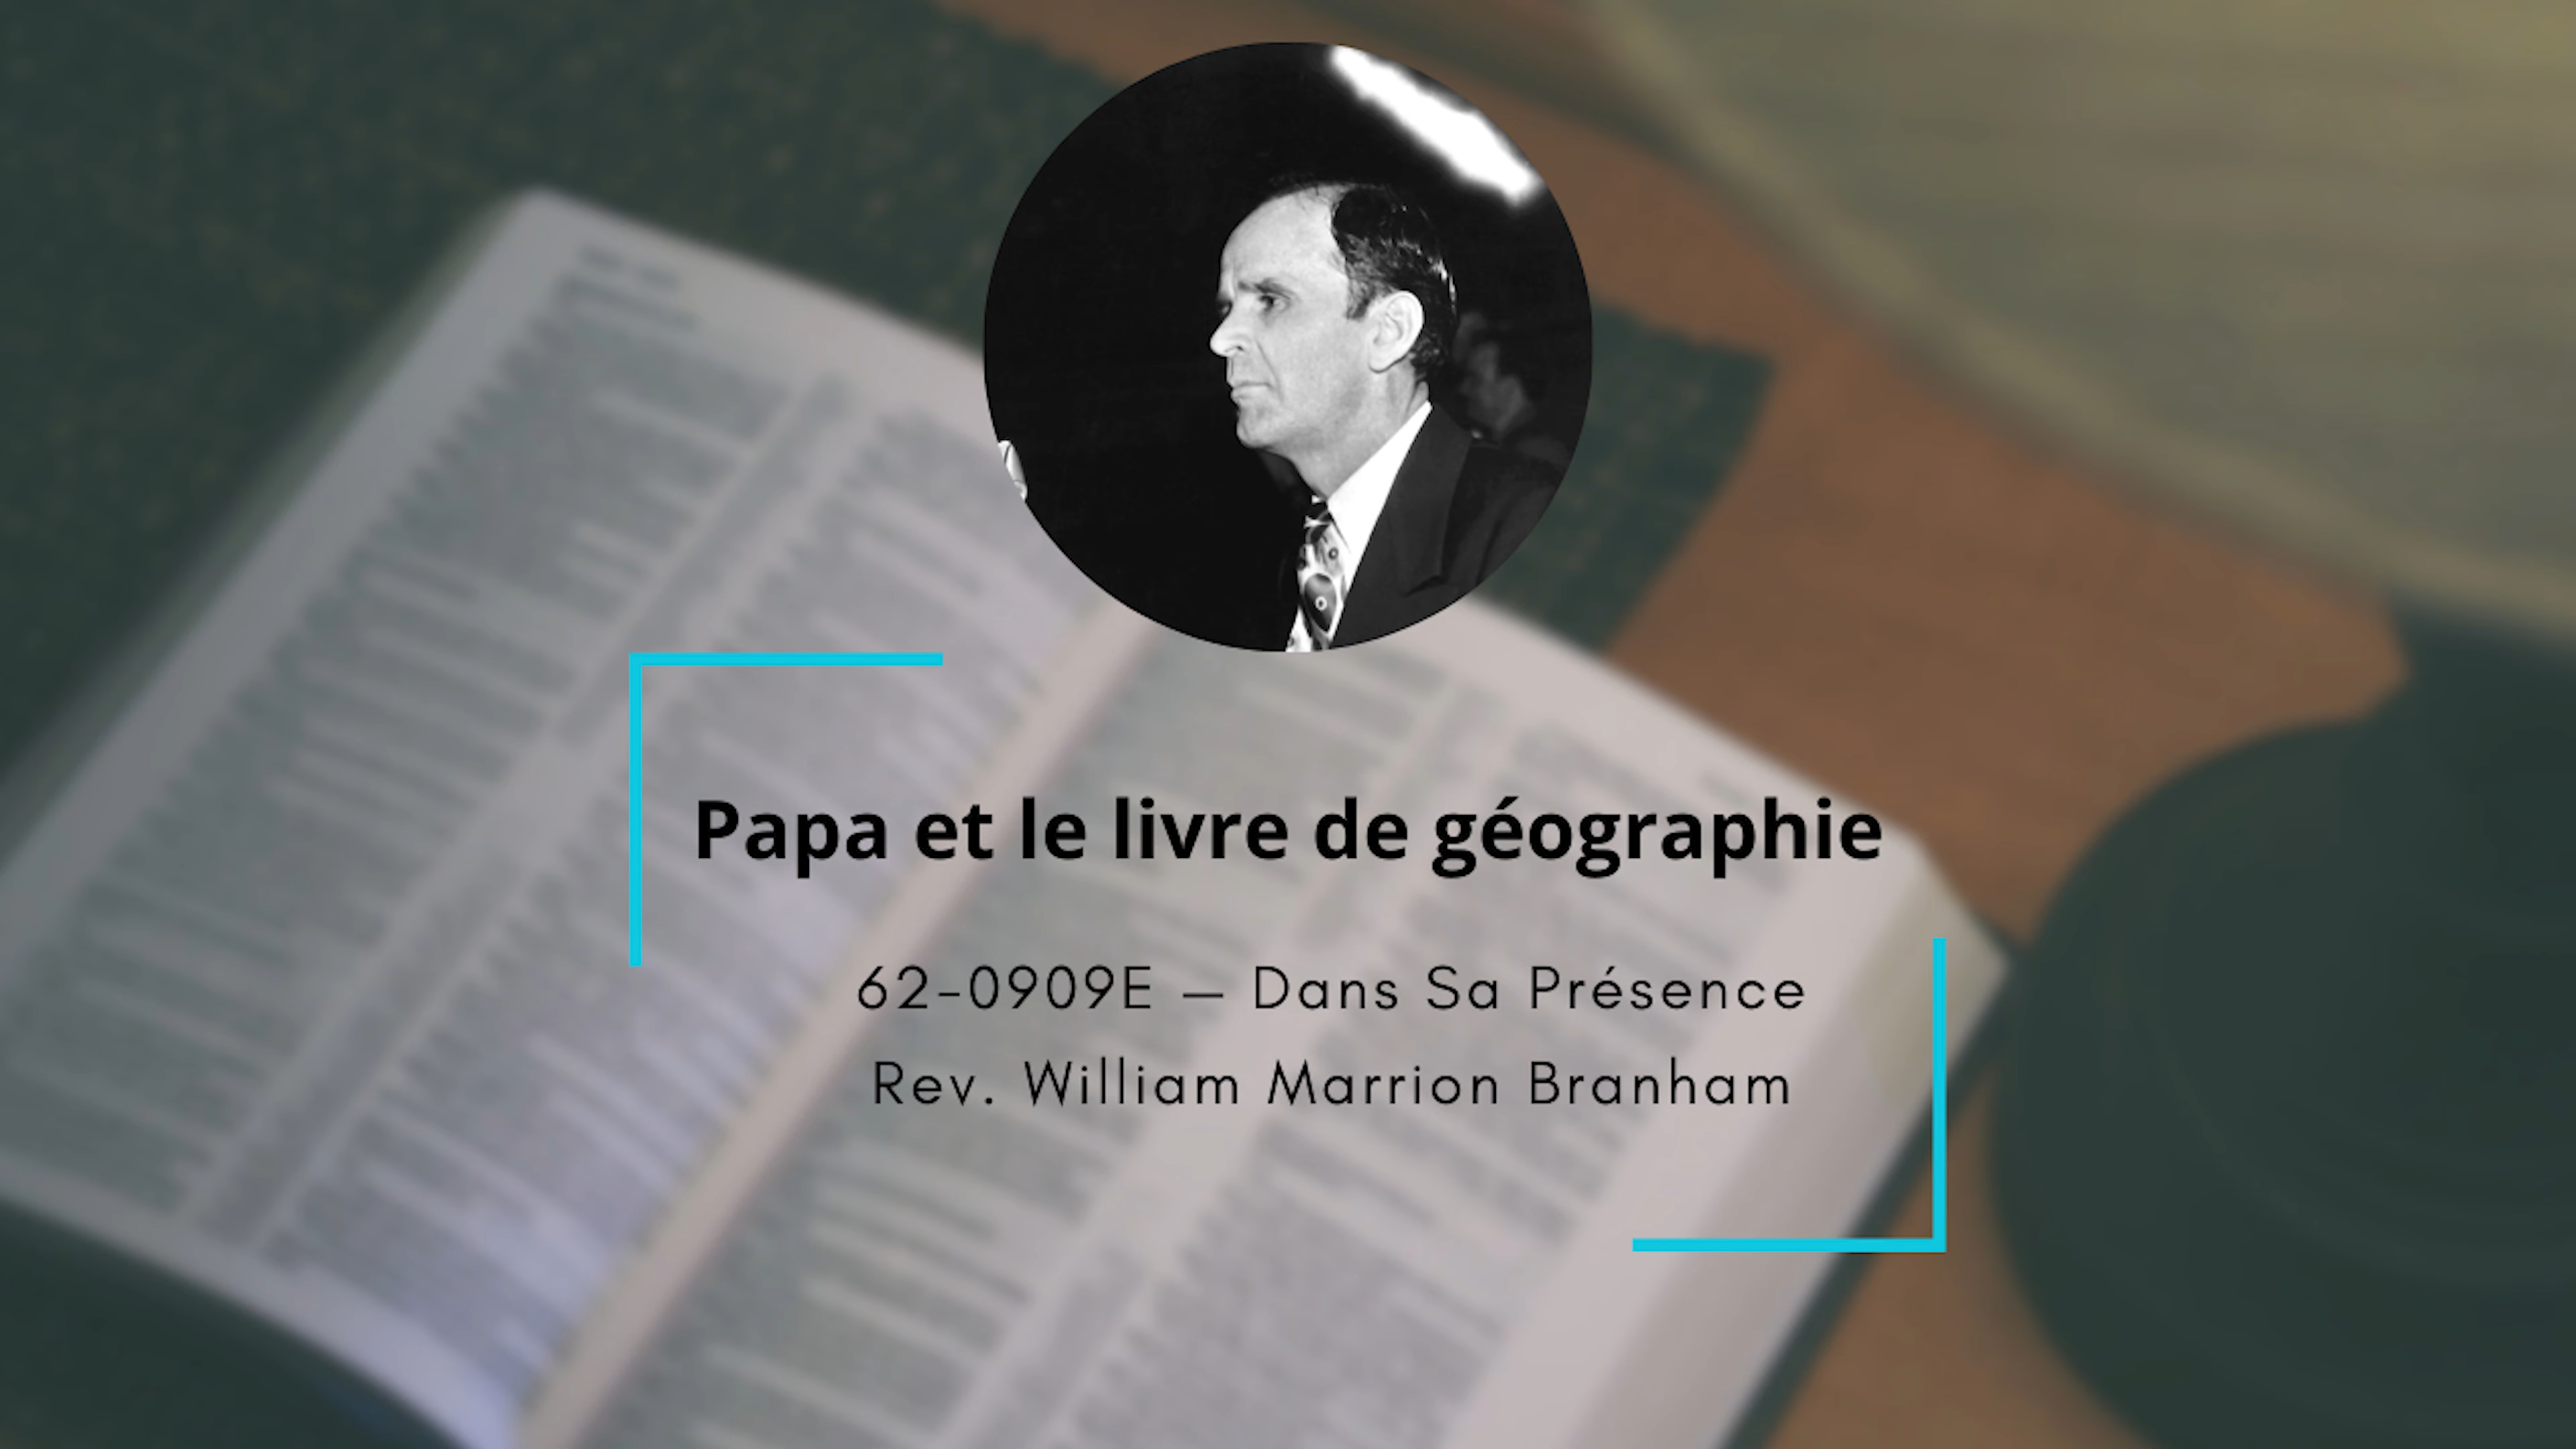 Papa et le livre de géographie
62-0909E – Dans Sa Présence
Rev. William Marrion Branham